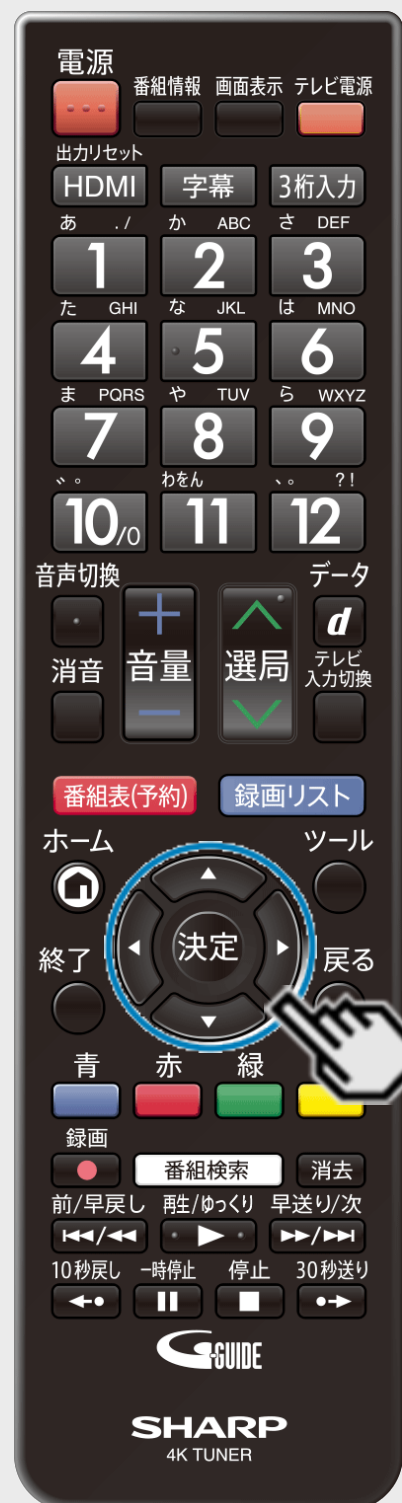 電源
番組情報 画面表示 テレビ電源
出力リセット
HDMI 字幕 3桁入力
あ ./ か ABC さ DEF
1 2 3
た GHI な JKL は MNO
4 5 6
ま PQRS や TUV ら WXYZ
7 8 9
゛゜ わをん 、。 ?!
10/0 11 12
音声切換 データ
+ d
消音 音量 選局 テレビ
入力切換
−
番組表(予約) 録画リスト
ホーム ツール
終了 決定 戻る
青 赤 緑
録画
番組検索 消去
前/早戻し 再生/ゆっくり 早送り/次
10秒戻し 一時停止 停止 30秒送り
G-GUIDE
SHARP
4K TUNER